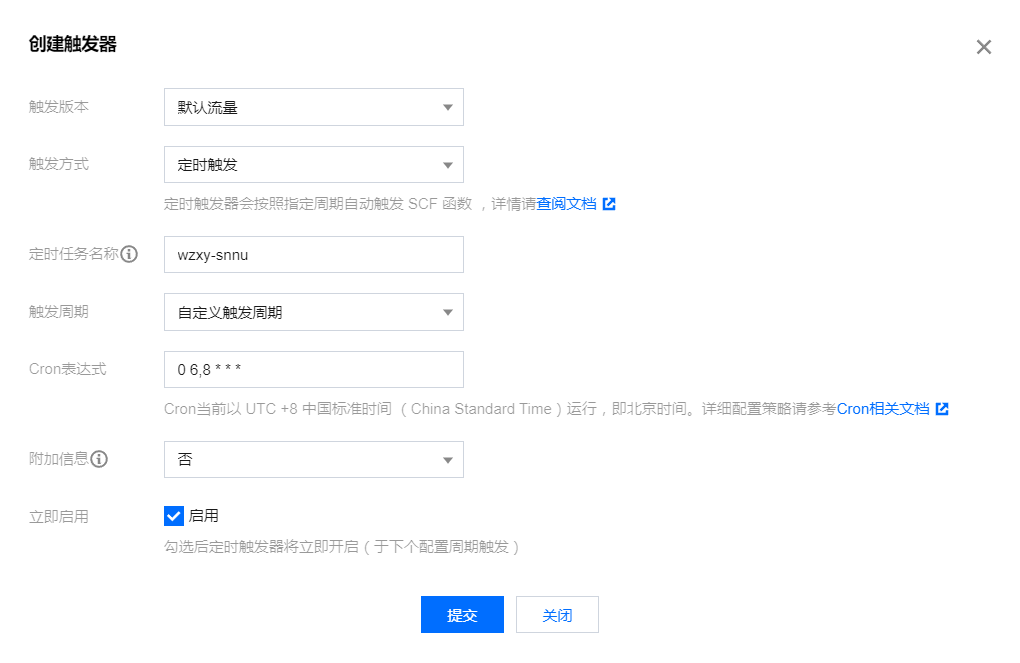 创建触发器
触发版本 默认流量
触发方式 定时触发
定时触发器会按照指定周期自动触发 SCF 函数 ，详情请查阅文档
定时任务名称 wzxy-snnu
触发周期 自定义触发周期
Cron表达式 0 6,8 * * *
Cron当前以 UTC +8 中国标准时间 （China Standard Time）运行，即北京时间。详细配置策略请参考Cron相关文档
附加信息 否
立即启用 启用
勾选后定时触发器将立即开启（于下个配置周期触发）
提交 关闭